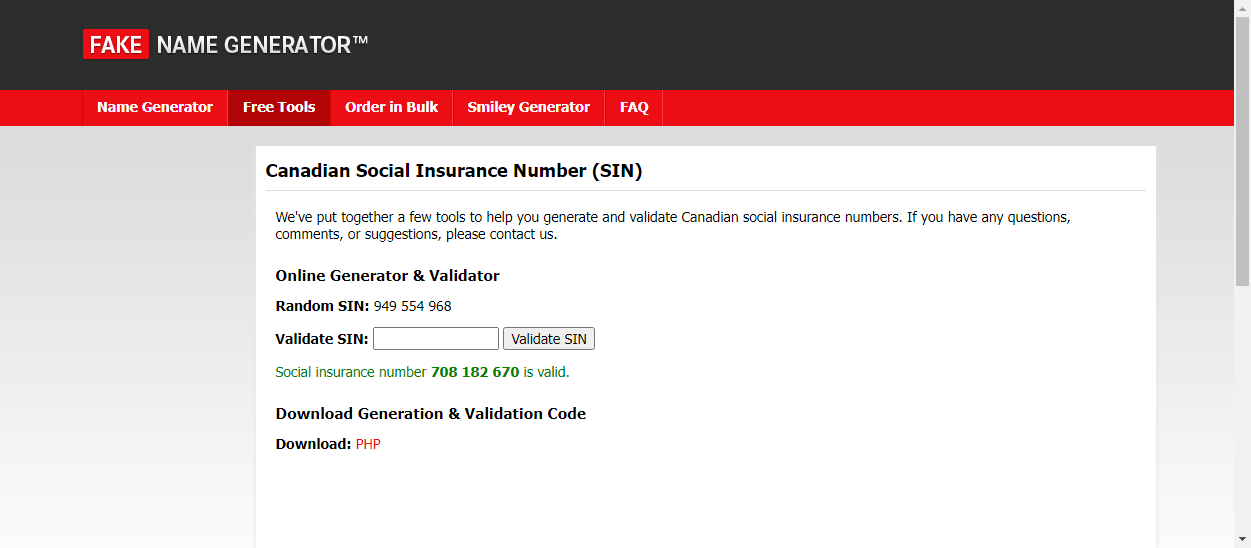 FAKE NAME GENERATOR™
Name Generator Free Tools Order in Bulk Smiley Generator FAQ
Canadian Social Insurance Number (SIN)
We've put together a few tools to help you generate and validate Canadian social insurance numbers. If you have any questions,
comments, or suggestions, please contact us.
Online Generator & Validator
Random SIN: 949 554 968
Validate SIN: Validate SIN
Social insurance number 708 182 670 is valid.
Download Generation & Validation Code
Download: PHP